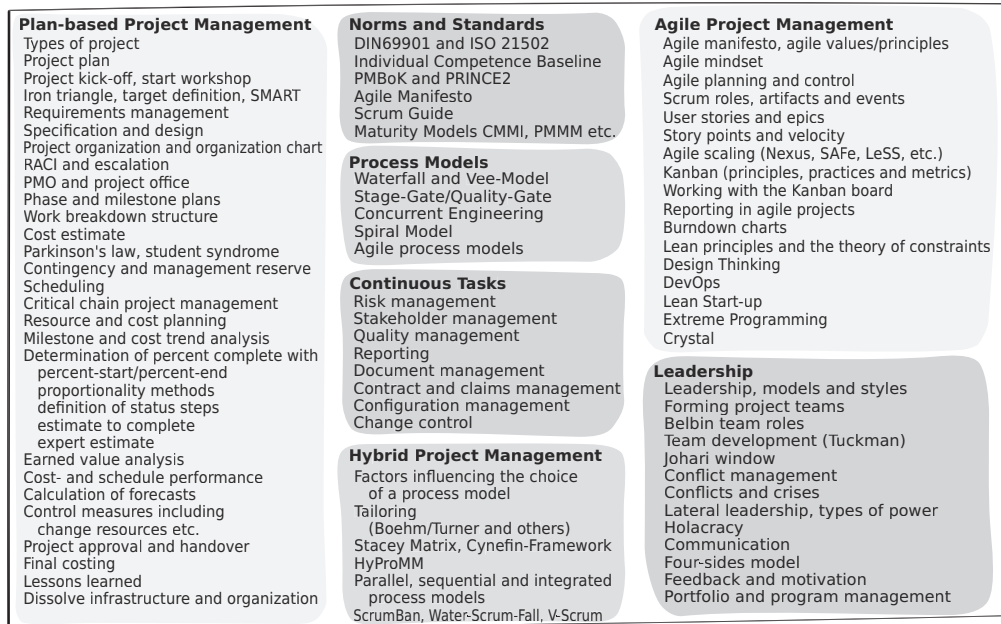 Plan-based Project Management
Types of project
Project plan
Project kick-off, start workshop
Iron triangle, target definition, SMART
Requirements management
Specification and design
Project organization and organization chart
RACI and escalation
PMO and project office
Phase and milestone plans
Work breakdown structure
Cost estimate
Parkinson's law, student syndrome
Contingency and management reserve
Scheduling
Critical chain project management
Resource and cost planning
Milestone and cost trend analysis
Determination of percent complete with
percent-start/percent-end
proportionality methods
definition of status steps
estimate to complete
expert estimate
Earned value analysis
Cost- and schedule performance
Calculation of forecasts
Control measures including
change resources etc.
Project approval and handover
Final costing
Lessons learned
Dissolve infrastructure and organization
Norms and Standards
DIN69901 and ISO 21502
Individual Competence Baseline
PMBoK and PRINCE2
Agile Manifesto
Scrum Guide
Maturity Models CMMI, PMMM etc.
Process Models
Waterfall and Vee-Model
Stage-Gate/Quality-Gate
Concurrent Engineering
Spiral Model
Agile process models
Continuous Tasks
Risk management
Stakeholder management
Quality management
Reporting
Document management
Contract and claims management
Configuration management
Change control
Hybrid Project Management
Factors influencing the choice
of a process model
Tailoring
(Boehm/Turner and others)
Stacey Matrix, Cynefin-Framework
HyProMM
Parallel, sequential and integrated
process models
ScrumBan, Water-Scrum-Fall, V-Scrum
Agile Project Management
Agile manifesto, agile values/principles
Agile mindset
Agile planning and control
Scrum roles, artifacts and events
User stories and epics
Story points and velocity
Agile scaling (Nexus, SAFe, LeSS, etc.)
Kanban (principles, practices and metrics)
Working with the Kanban board
Reporting in agile projects
Burndown charts
Lean principles and the theory of constraints
Design Thinking
DevOps
Lean Start-up
Extreme Programming
Crystal
Leadership
Leadership, models and styles
Forming project teams
Belbin team roles
Team development (Tuckman)
Johari window
Conflict management
Conflicts and crises
Lateral leadership, types of power
Holacracy
Communication
Four-sides model
Feedback and motivation
Portfolio and program management